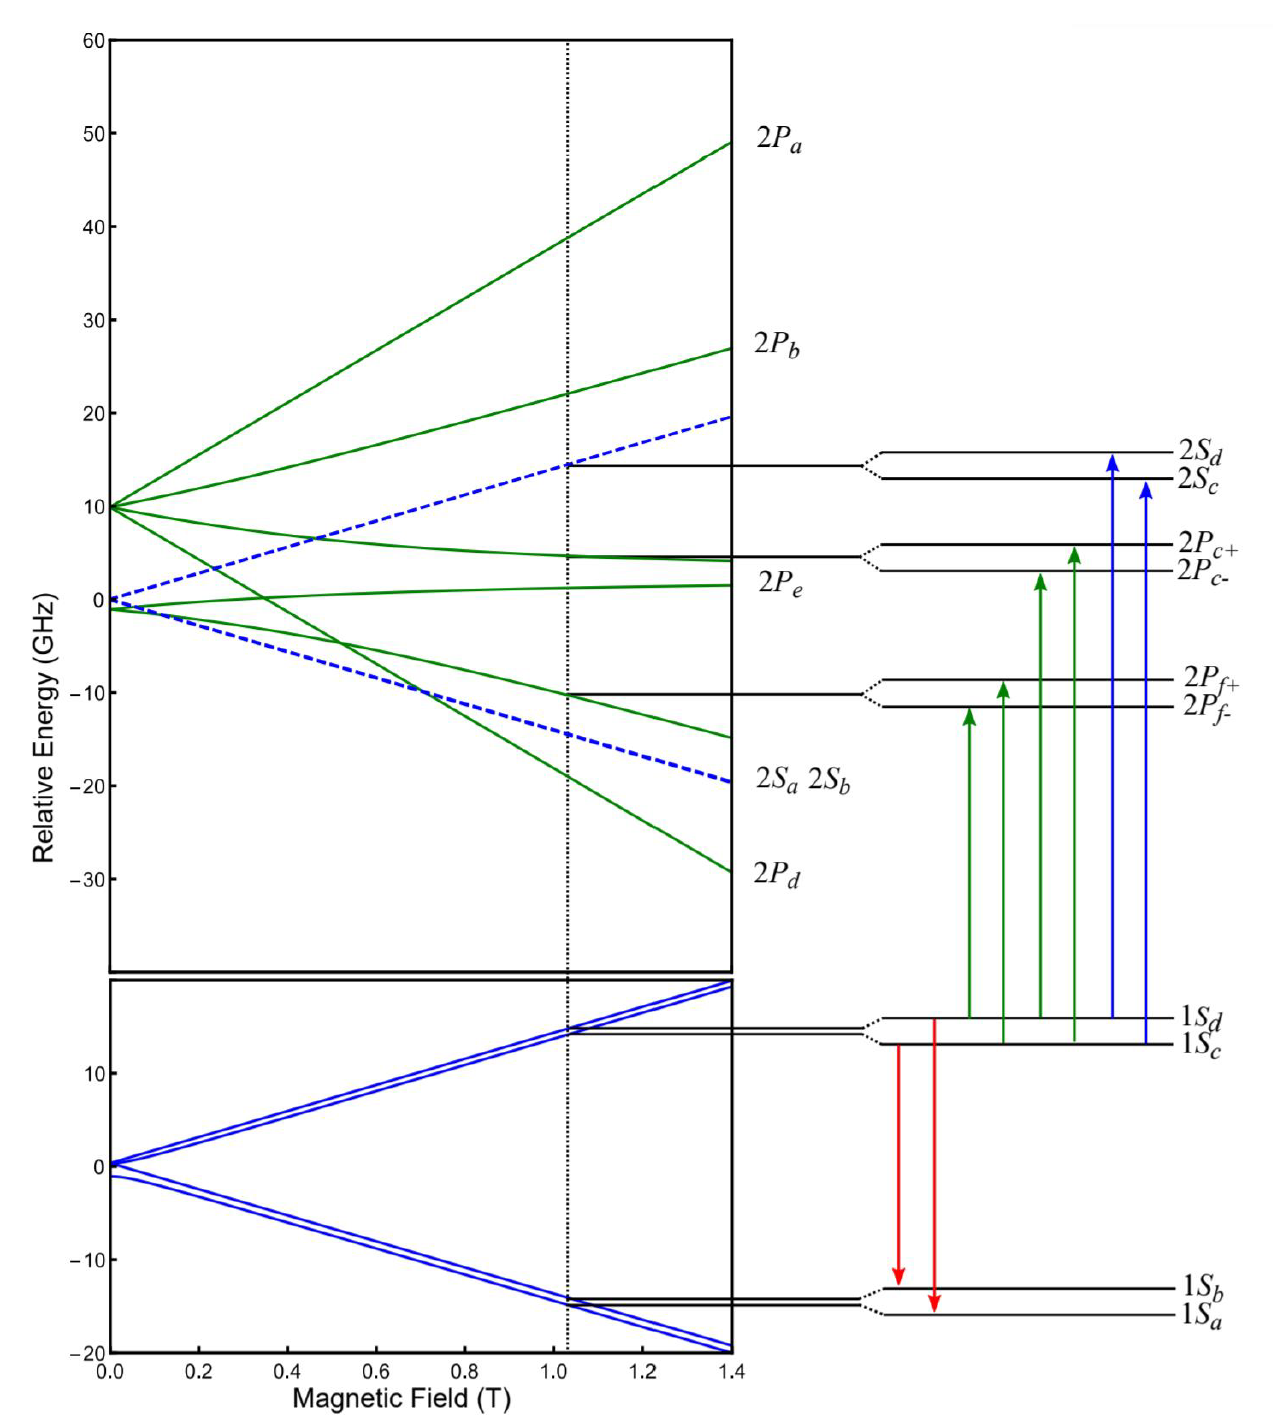 60
50
40
30
20
10
0
−10
−20
−30
Relative Energy (GHz)
2Pa
2Pb
2Pe
2Sa 2Sb
2Pd
2Sd
2Sc
2Pc+
2Pc-
2Pf+
2Pf-
1Sd
1Sc
1Sb
1Sa
10
0
−10
−20
0.0 0.2 0.4 0.6 0.8 1.0 1.2 1.4
Magnetic Field (T)